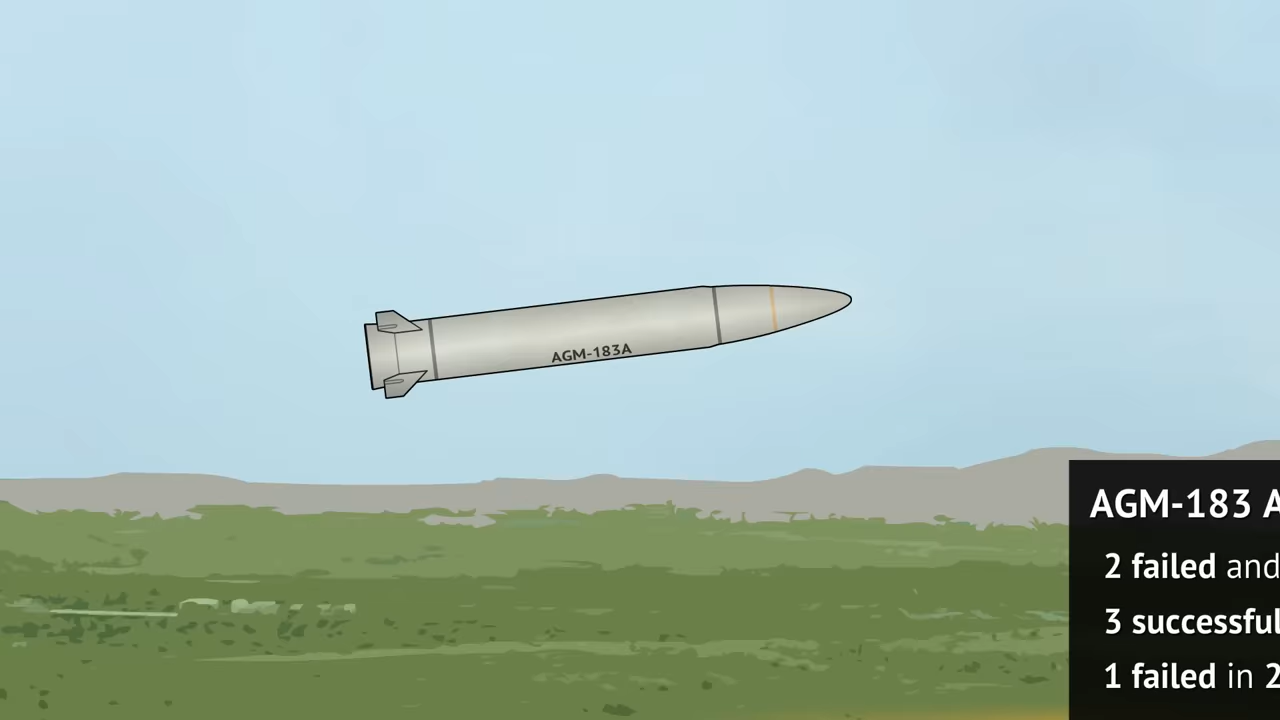 AGM-183A
AGM-183 A
2 failed and
3 successful
1 failed in 2